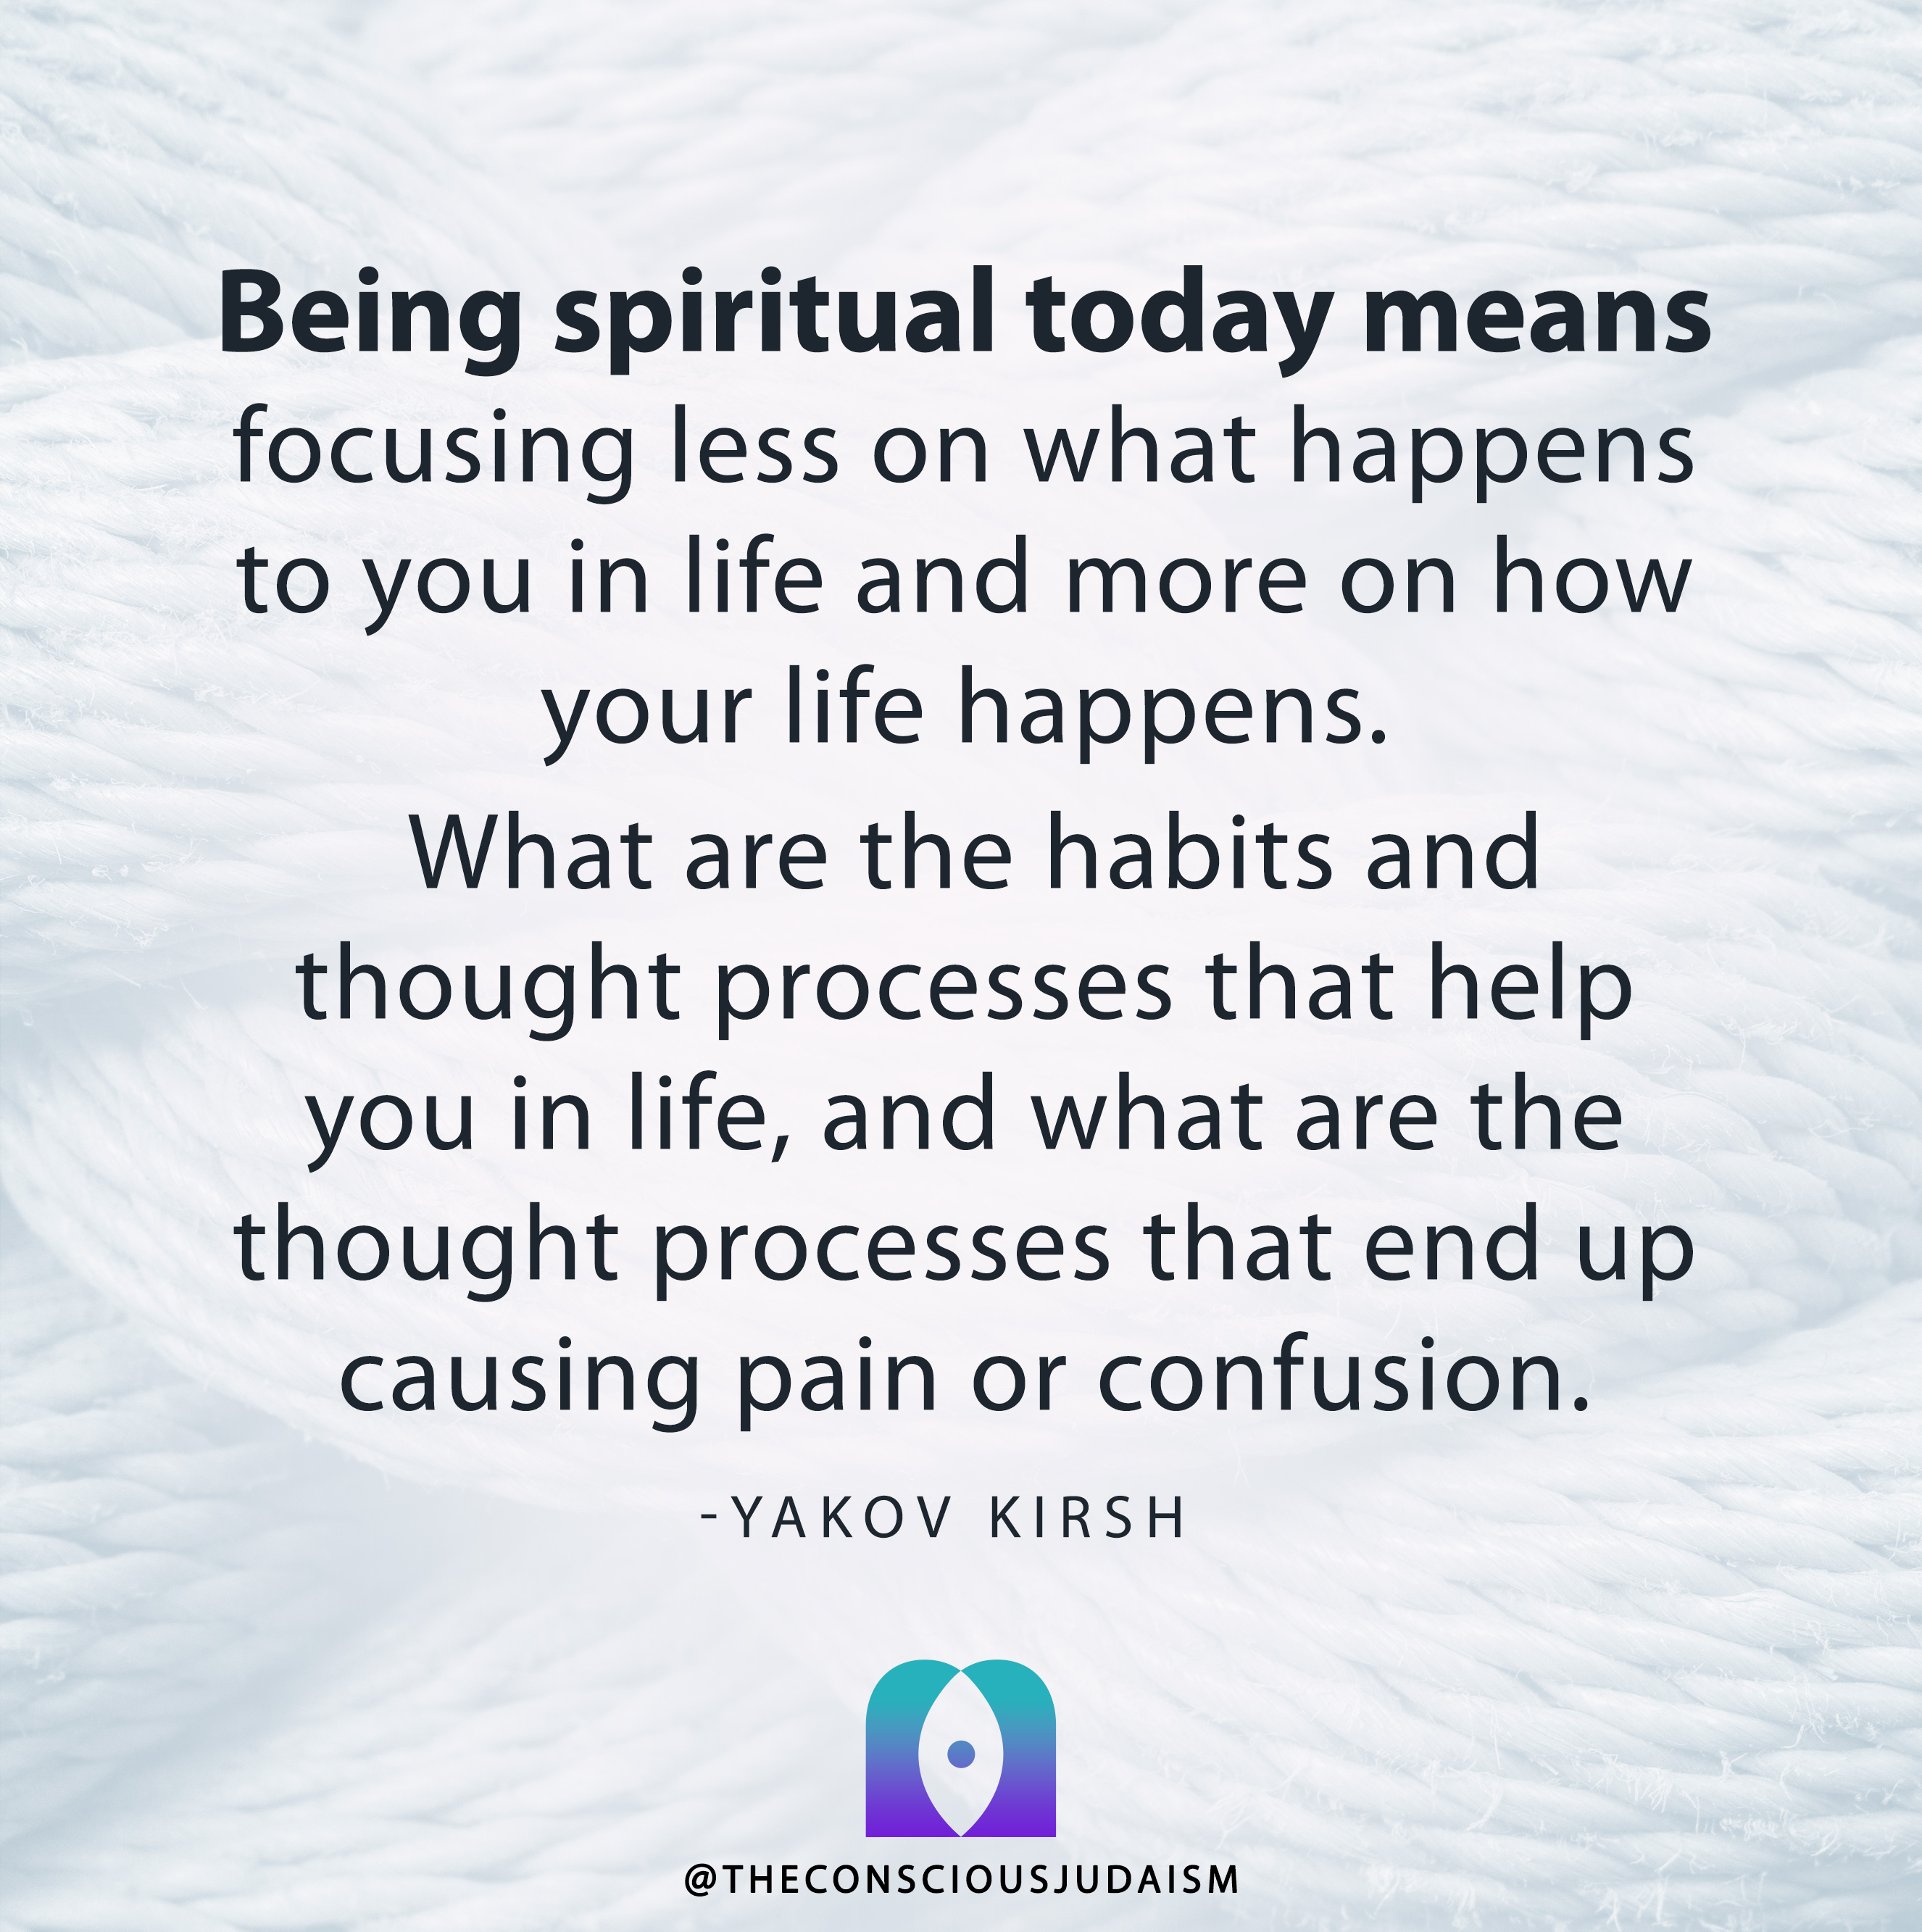 Being spiritual today means
focusing less on what happens
to you in life and more on how
your life happens.
What are the habits and
thought processes that help
you in life, and what are the
thought processes that end up
causing pain or confusion.
-YAKOV KIRSH
@THECONSCIOUSJUDAISM